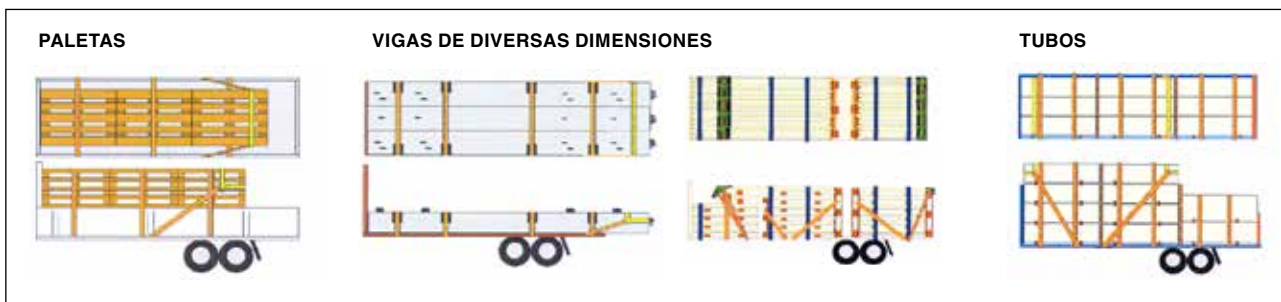 PALETAS
VIGAS DE DIVERSAS DIMENSIONES
TUBOS